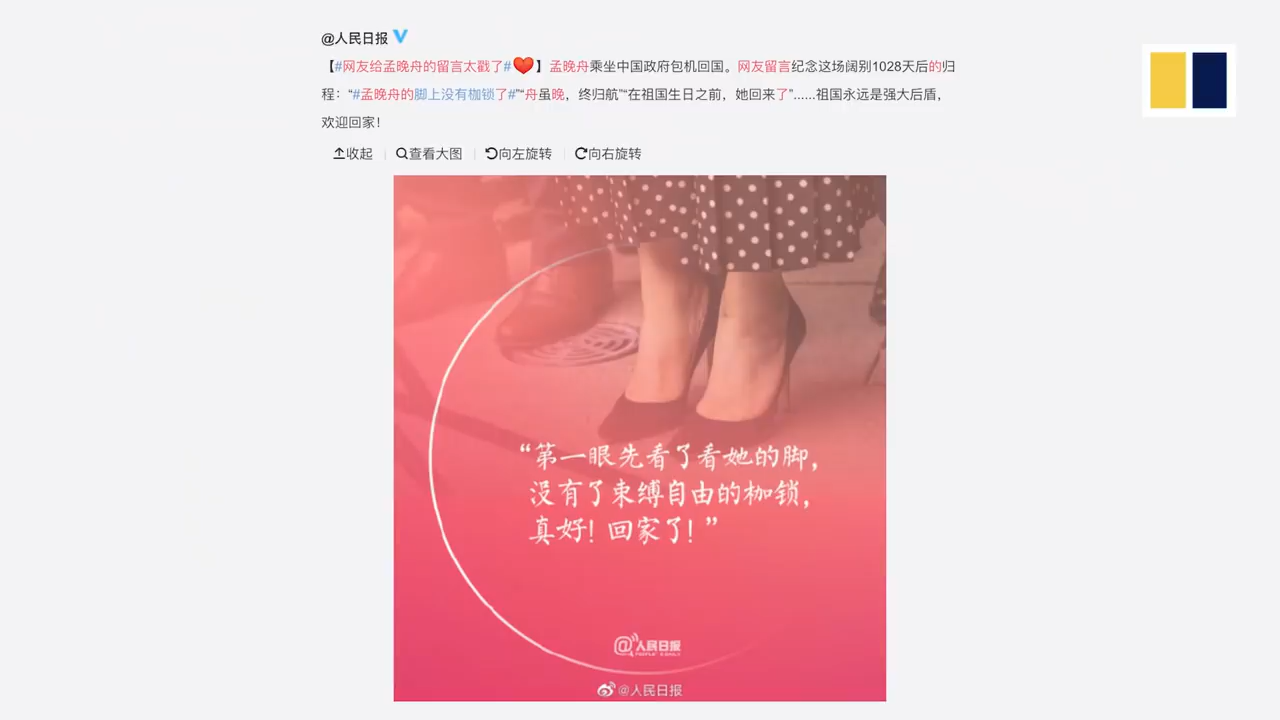 @人民日报
【#网友给孟晚舟的留言太戳了#❤】孟晚舟乘坐中国政府包机回国。网友留言纪念这场阔别1028天后的归
程：“#孟晚舟的脚上没有枷锁了#”“舟虽晚，终归航”“在祖国生日之前，她回来了”......祖国永远是强大后盾，
欢迎回家！
收起 查看大图 向左旋转 向右旋转
“第一眼先看了看她的脚，
没有了束缚自由的枷锁，
真好！回家了！”
@人民日报
@人民日报